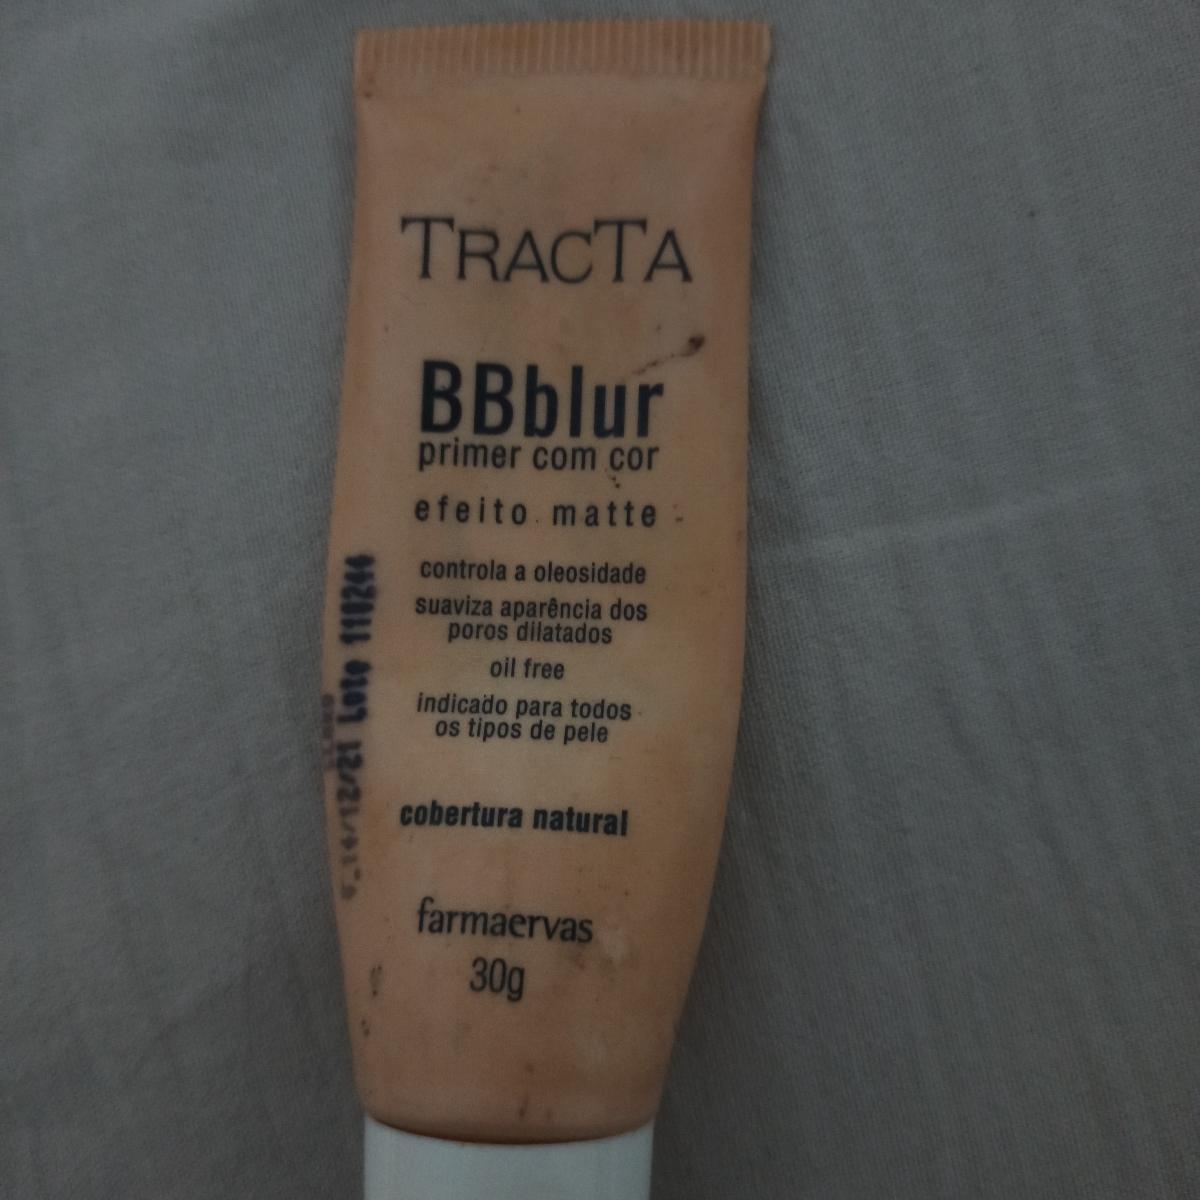 TRACTA
BBblur
primer com cor
efeito matte
controla a oleosidade
suaviza aparência dos
poros dilatados
oil free
indicado para todos
os tipos de pele
cobertura natural
farmaervas
30g
14/12/21 Lote 110244